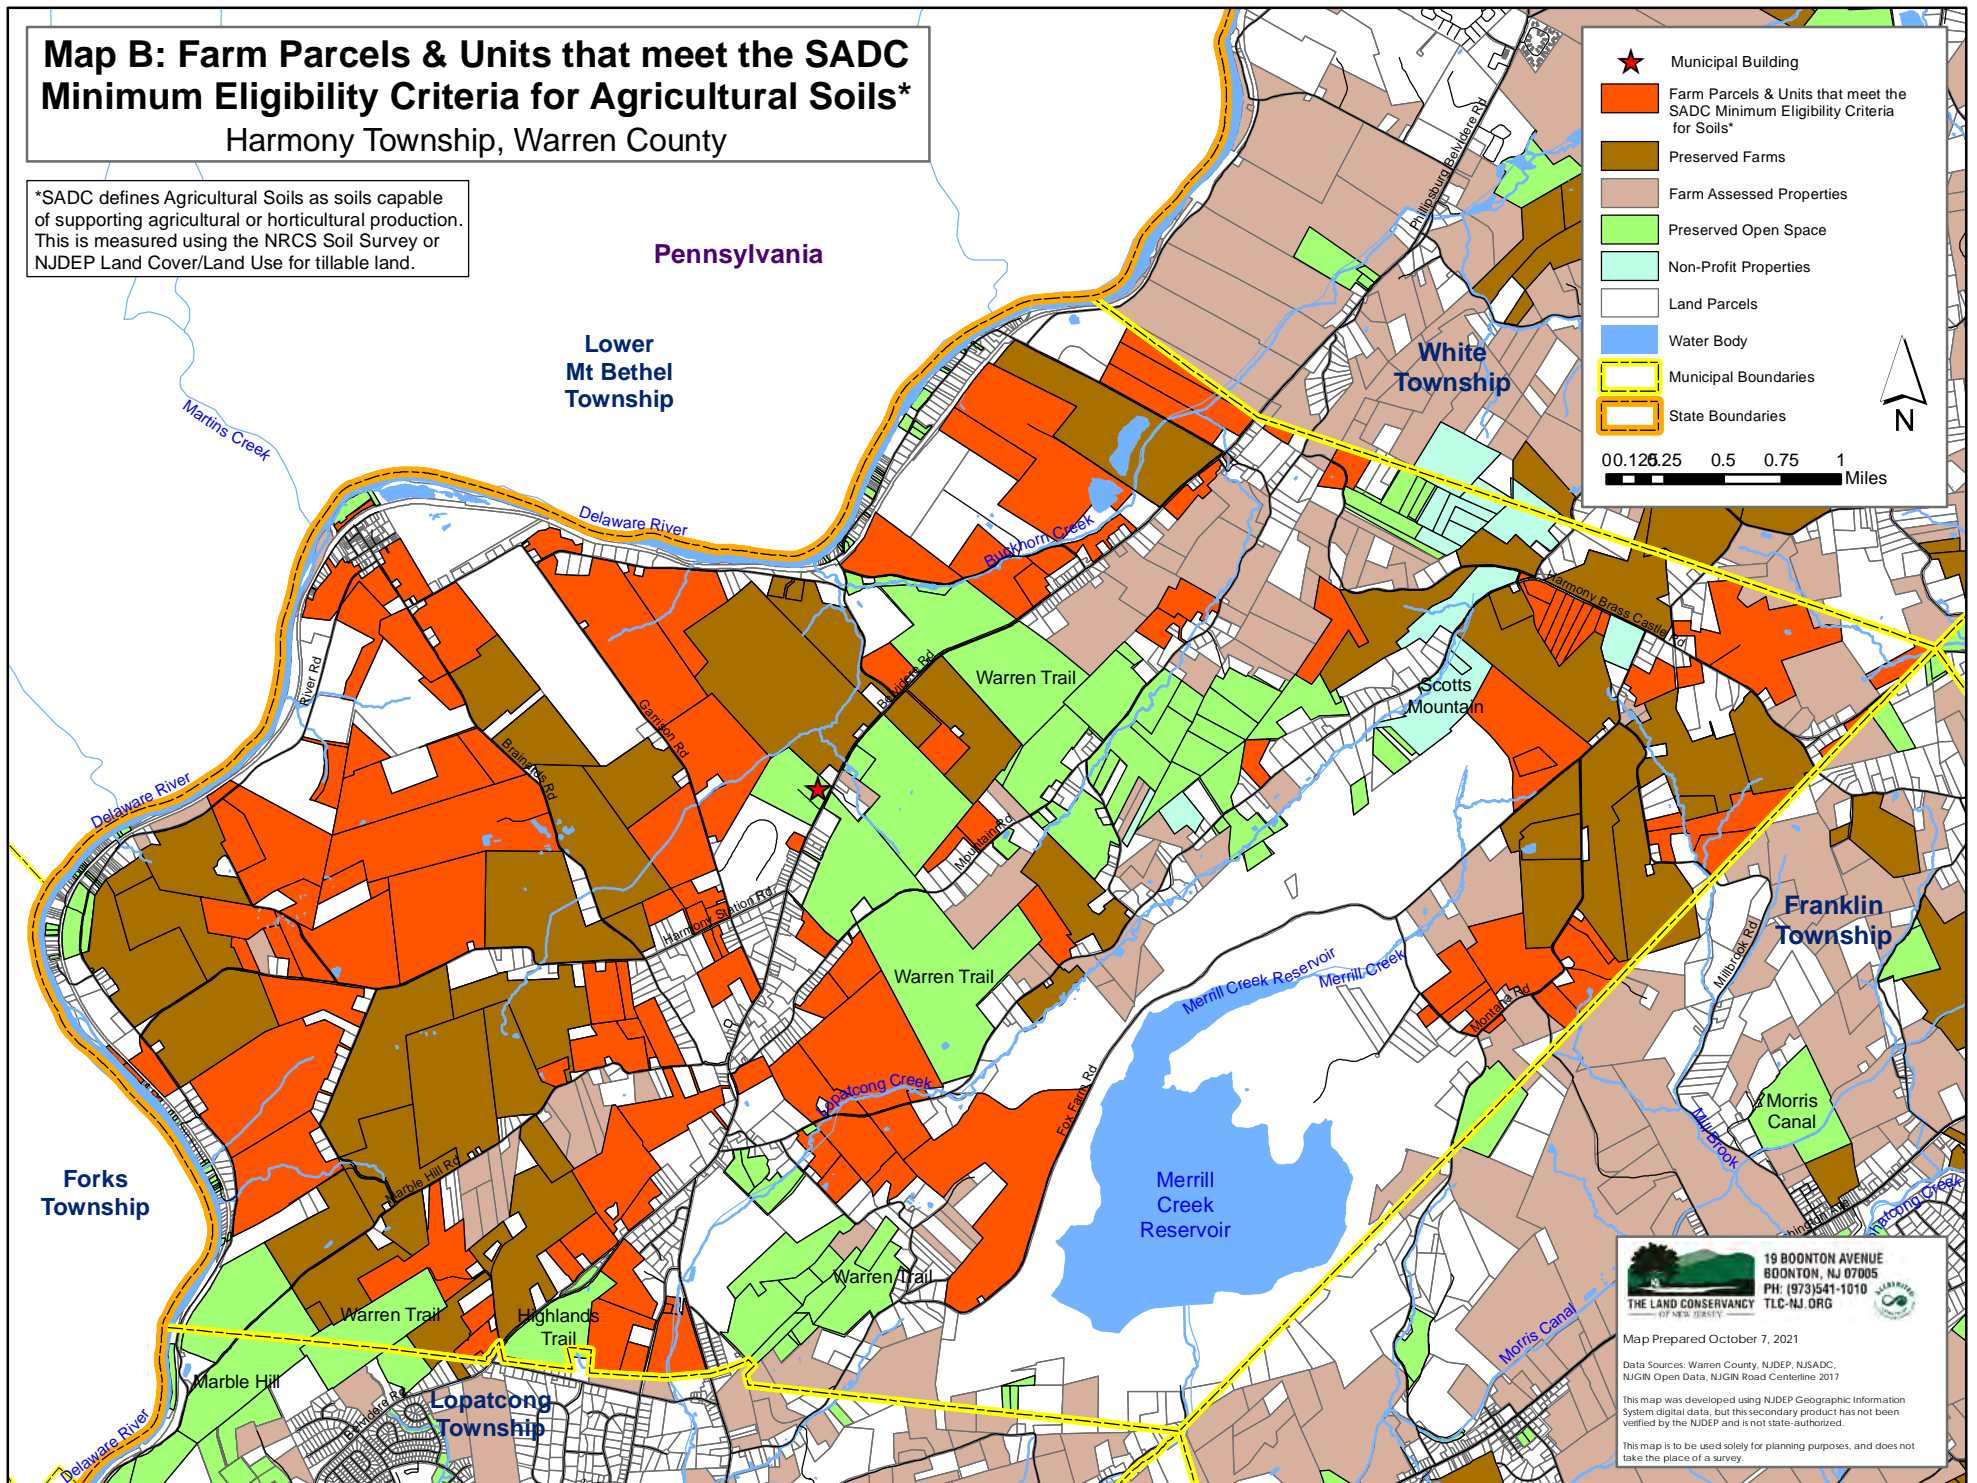 Map B: Farm Parcels & Units that meet the SADC
Minimum Eligibility Criteria for Agricultural Soils*
Harmony Township, Warren County
*SADC defines Agricultural Soils as soils capable
of supporting agricultural or horticultural production.
This is measured using the NRCS Soil Survey or
NJDEP Land Cover/Land Use for tillable land.
Municipal Building
Farm Parcels & Units that meet the
SADC Minimum Eligibility Criteria
for Soils*
Preserved Farms
Farm Assessed Properties
Preserved Open Space
Non-Profit Properties
Land Parcels
Water Body
Municipal Boundaries
State Boundaries
N
0 0.125 0.25 0.5 0.75 1
Miles
Pennsylvania
Lower
Mt Bethel
Township
White
Township
Phillipsburg Belvidere Rd
Martins Creek
Delaware River
Buckhorn Creek
Harmony Brass Castle Rd
River Rd
Belvidere Rd
Warren Trail
Scotts
Mountain
Garrison Rd
Brainards Rd
Delaware River
Mountain Rd
Harmony Station Rd
Warren Trail
Franklin
Township
Millbrook Rd
Merrill Creek Reservoir
Merrill Creek
Montana Rd
Lopatcong Creek
Fox Farm Rd
Morris
Canal
Mill Brook
Forks
Township
Marble Hill Rd
Merrill
Creek
Reservoir
Warren Trail
Warren Trail
Highlands
Trail
Morris Canal
Marble Hill
Lopatcong
Township
Belvidere Rd
Delaware River
THE LAND CONSERVANCY
OF NEW JERSEY
19 BOONTON AVENUE
BOONTON, NJ 07005
PH: (973)541-1010
TLC-NJ.ORG
Map Prepared October 7, 2021
Data Sources: Warren County, NJDEP, NJSADC,
NJGIN Open Data, NJGIN Road Centerline 2017
This map was developed using NJDEP Geographic Information
System digital data, but this secondary product has not been
verified by the NJDEP and is not state-authorized.
This map is to be used solely for planning purposes, and does not
take the place of a survey.